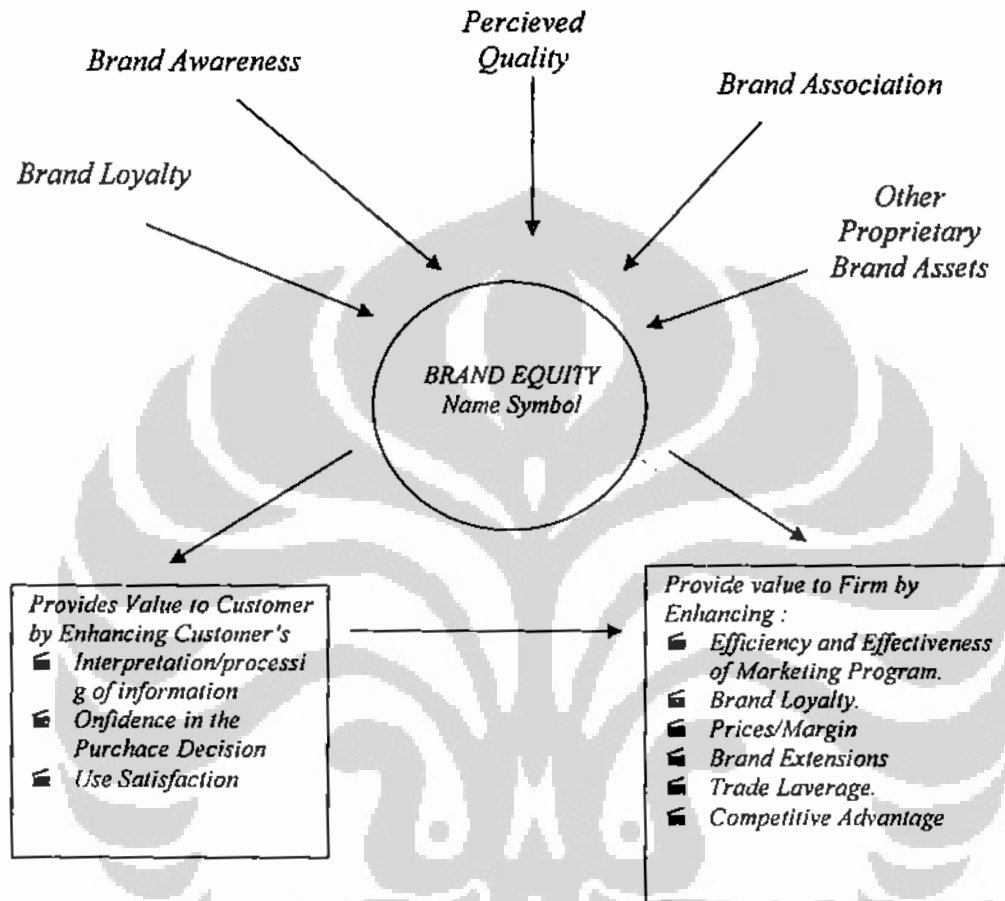 Percieved
Quality
Brand Awareness
Brand Association
Brand Loyalty
Other
Proprietary
Brand Assets
BRAND EQUITY
Name Symbol
Provides Value to Customer
by Enhancing Customer's
Interpretation/processi
g of information
Onfidence in the
Purchace Decision
Use Satisfaction
Provide value to Firm by
Enhancing :
Efficiency and Effectiveness
of Marketing Program.
Brand Loyalty.
Prices/Margin
Brand Extensions
Trade Laverage.
Competitive Advantage